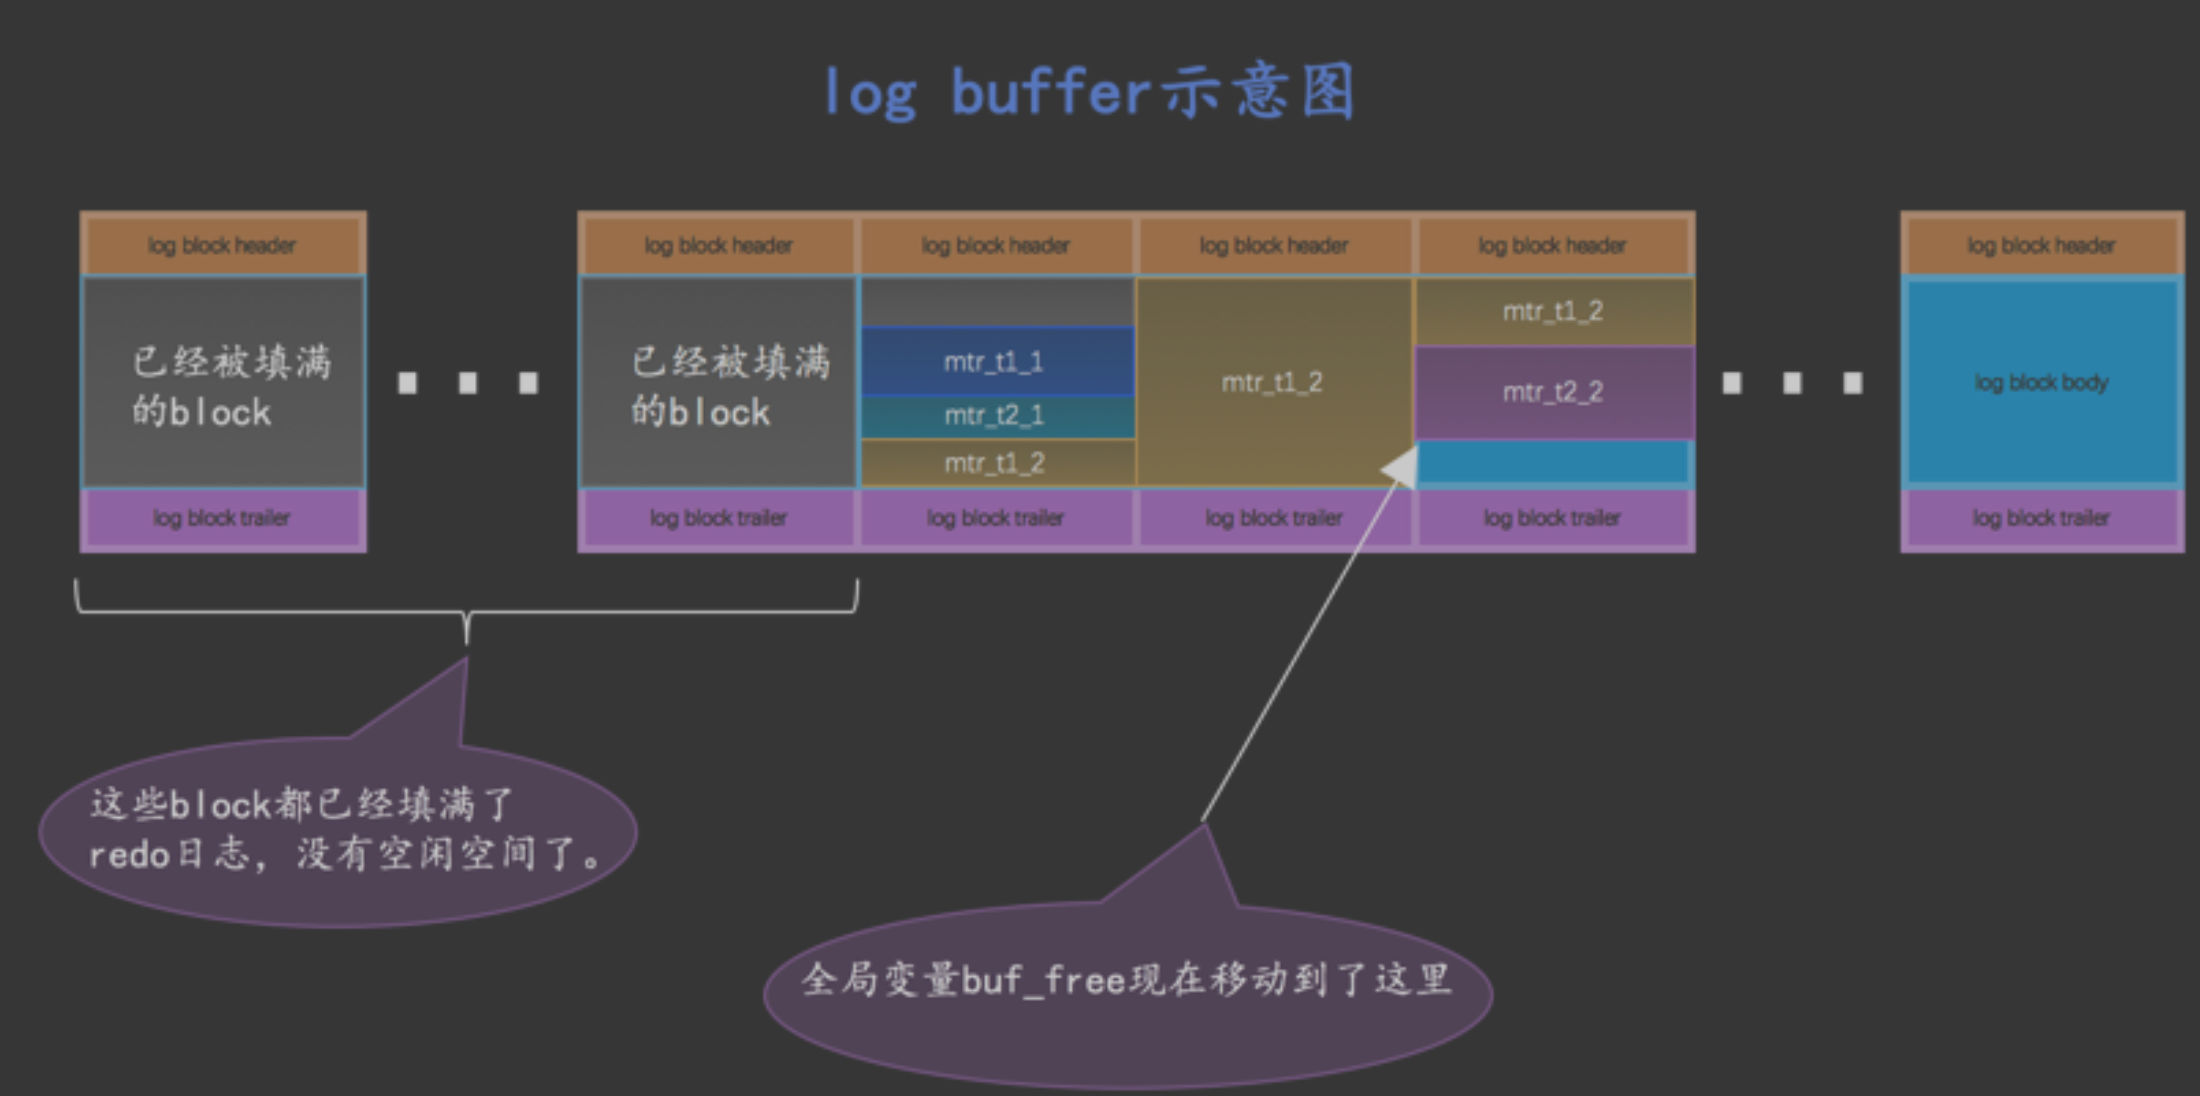 log buffer示意图
log block header
log block header
log block header
log block header
log block header
log block header
已经被填满
的block
已经被填满
的block
mtr_t1_1
mtr_t2_1
mtr_t1_2
mtr_t1_2
mtr_t1_2
mtr_t2_2
log block body
log block trailer
log block trailer
log block trailer
log block trailer
log block trailer
log block trailer
这些block都已经填满了
redo日志，没有空闲空间了。
全局变量buf_free现在移动到了这里